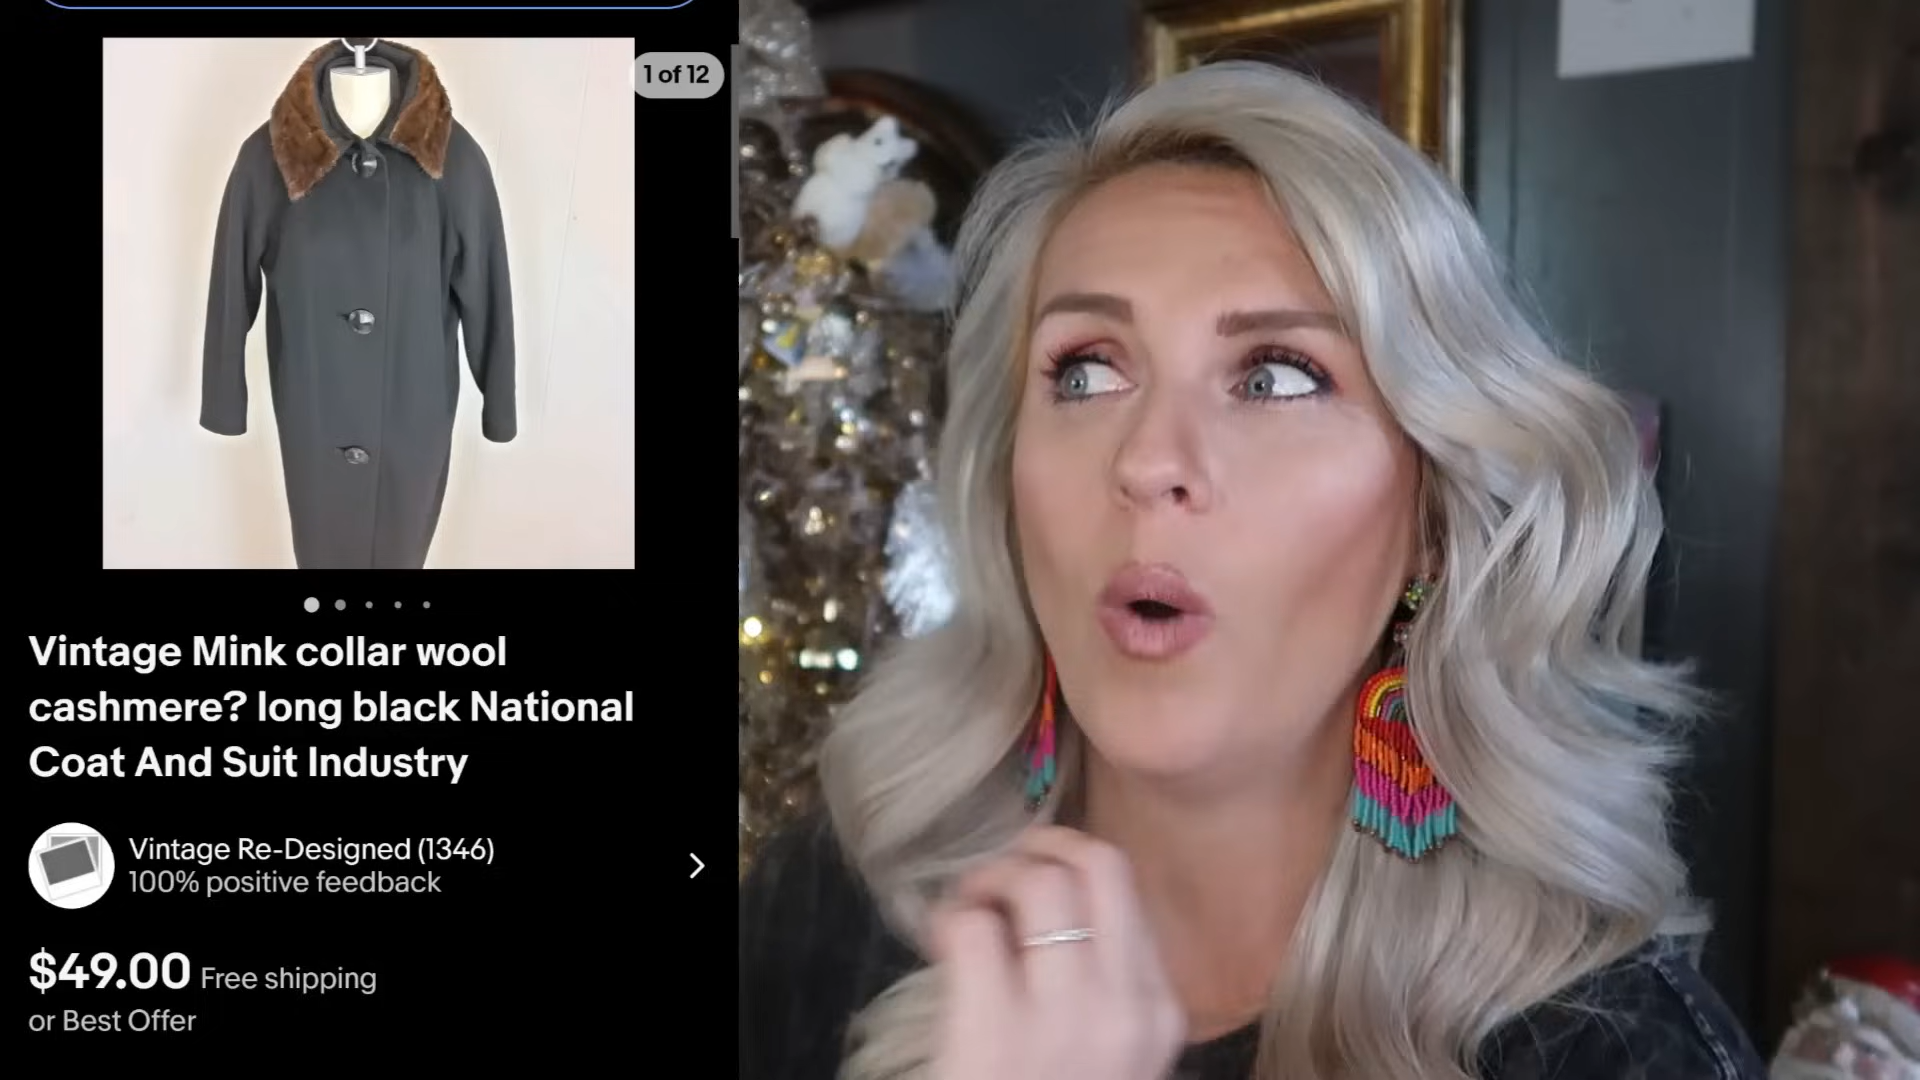 1 of 12
Vintage Mink collar wool
cashmere? long black National
Coat And Suit Industry
Vintage Re-Designed (1346)
100% positive feedback
$49.00 Free shipping
or Best Offer